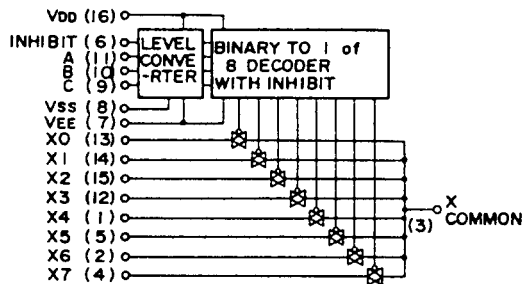 VDD (16)
INHIBIT (6)
A (11)
B (10)
C (9)
VSS (8)
VEE (7)
X0 (13)
X1 (14)
X2 (15)
X3 (12)
X4 (1)
X5 (5)
X6 (2)
X7 (4)
LEVEL
CONVE
-RTER
BINARY TO 1 of
8 DECODER
WITH INHIBIT
X
COMMON
(3)